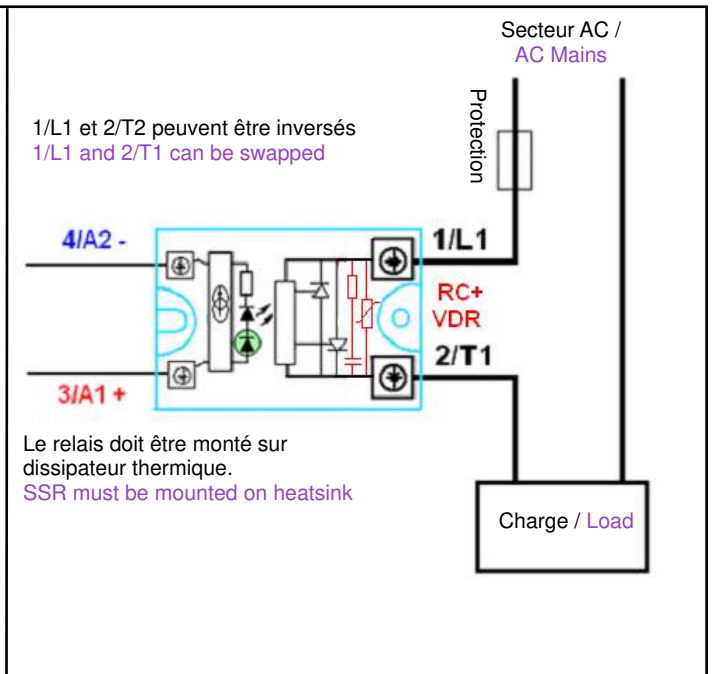 Secteur AC /
AC Mains
Protection
1/L1 et 2/T2 peuvent être inversés
1/L1 and 2/T1 can be swapped
4/A2 -
1/L1
RC+
VDR
2/T1
3/A1 +
Le relais doit être monté sur
dissipateur thermique.
SSR must be mounted on heatsink
Charge / Load